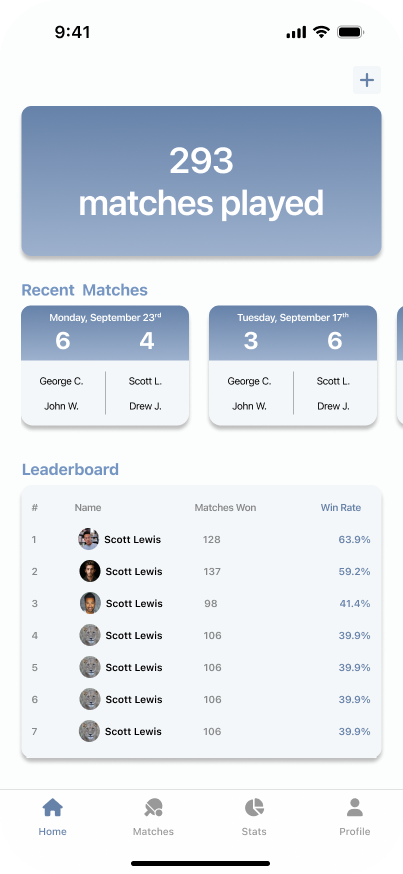 9:41
+
293
matches played
Recent Matches
Monday, September 23rd
6 4
George C. Scott L.
John W. Drew J.
Tuesday, September 17th
3 6
George C. Scott L.
John W. Drew J.
Leaderboard
# Name Matches Won Win Rate
1 Scott Lewis 128 63.9%
2 Scott Lewis 137 59.2%
3 Scott Lewis 98 41.4%
4 Scott Lewis 106 39.9%
5 Scott Lewis 106 39.9%
6 Scott Lewis 106 39.9%
7 Scott Lewis 106 39.9%
Home Matches Stats Profile